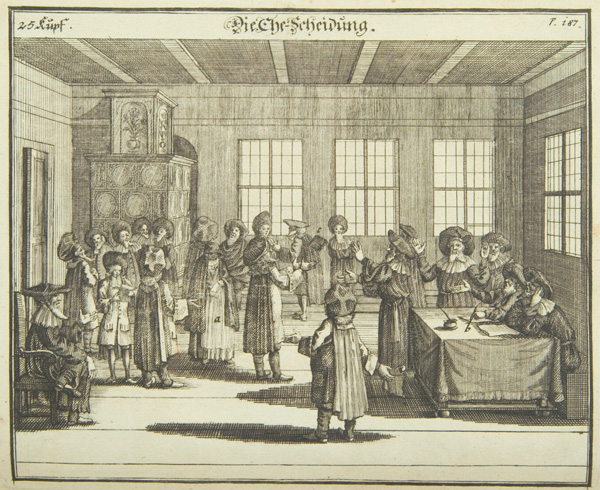 25 Kupf.
Die Ehe-Scheidung.
P. 187.
a